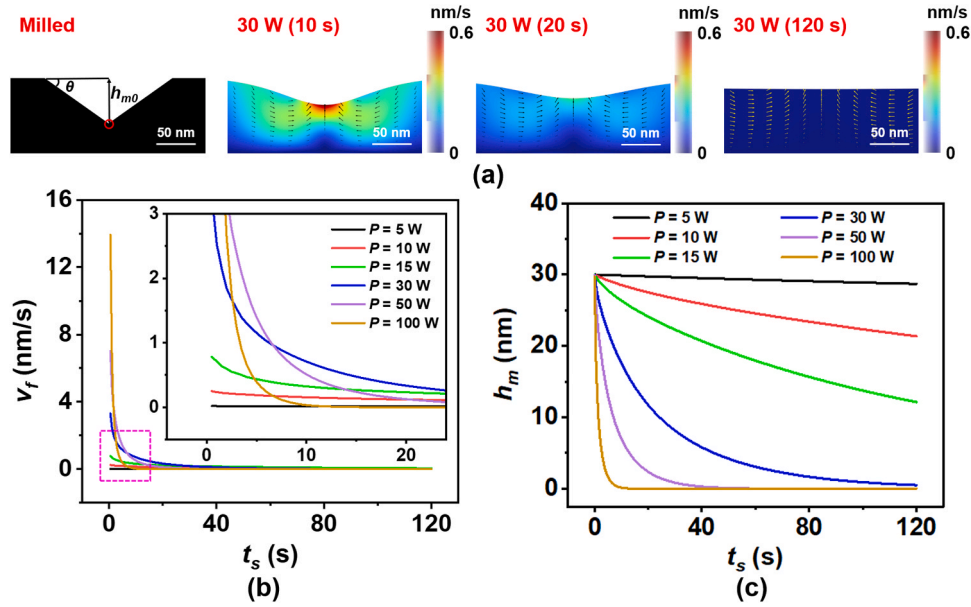 Milled
30 W (10 s)
30 W (20 s)
30 W (120 s)
nm/s
nm/s
nm/s
0.6
0.6
0.6
θ
h_m0
50 nm
50 nm
50 nm
50 nm
0
0
0
(a)
16
12
8
4
0
v_f (nm/s)
3
2
1
0
0
10
20
P = 5 W
P = 10 W
P = 15 W
P = 30 W
P = 50 W
P = 100 W
0
40
80
120
t_s (s)
(b)
40
30
20
10
0
h_m (nm)
P = 5 W
P = 30 W
P = 10 W
P = 50 W
P = 15 W
P = 100 W
0
40
80
120
t_s (s)
(c)